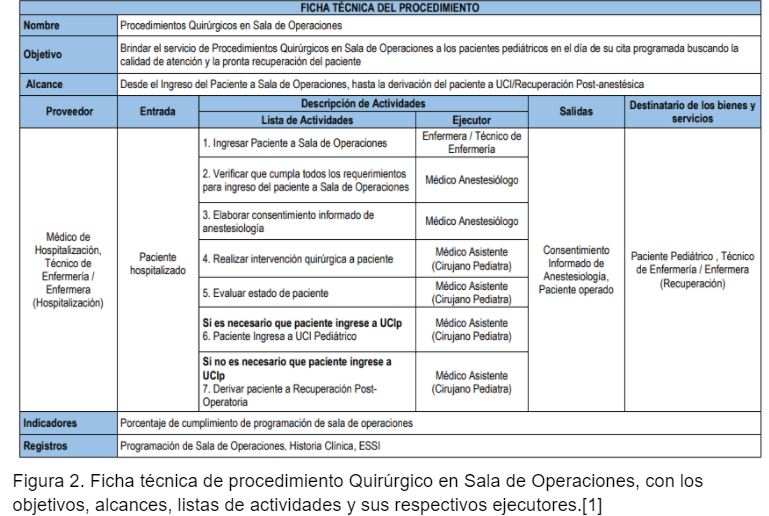 FICHA TÉCNICA DEL PROCEDIMIENTO
Nombre
Procedimientos Quirúrgicos en Sala de Operaciones
Objetivo
Brindar el servicio de Procedimientos Quirúrgicos en Sala de Operaciones a los pacientes pediátricos en el día de su cita programada buscando la
calidad de atención y la pronta recuperación del paciente
Alcance
Desde el Ingreso del Paciente a Sala de Operaciones, hasta la derivación del paciente a UCI/Recuperación Post-anestésica
Proveedor
Entrada
Descripción de Actividades
Lista de Actividades
Ejecutor
Salidas
Destinatario de los bienes y
servicios
Médico de
Hospitalización,
Técnico de
Enfermería /
Enfermera
(Hospitalización)
Paciente
hospitalizado
1. Ingresar Paciente a Sala de Operaciones
Enfermera / Técnico de
Enfermería
2. Verificar que cumpla todos los requerimientos
para ingreso del paciente a Sala de Operaciones
Médico Anestesiólogo
3. Elaborar consentimiento informado de
anestesiología
Médico Anestesiólogo
4. Realizar intervención quirúrgica a paciente
Médico Asistente
(Cirujano Pediatra)
5. Evaluar estado de paciente
Médico Asistente
(Cirujano Pediatra)
Si es necesario que paciente ingrese a UCIp
6. Paciente Ingresa a UCI Pediátrico
Médico Asistente
(Cirujano Pediatra)
Si no es necesario que paciente ingrese a
UCIp
7. Derivar paciente a Recuperación Post-
Operatoria
Médico Asistente
(Cirujano Pediatra)
Consentimiento
Informado de
Anestesiología,
Paciente operado
Paciente Pediátrico , Técnico
de Enfermería / Enfermera
(Recuperación)
Indicadores
Porcentaje de cumplimiento de programación de sala de operaciones
Registros
Programación de Sala de Operaciones, Historia Clínica, ESSI
Figura 2. Ficha técnica de procedimiento Quirúrgico en Sala de Operaciones, con los
objetivos, alcances, listas de actividades y sus respectivos ejecutores.[1]